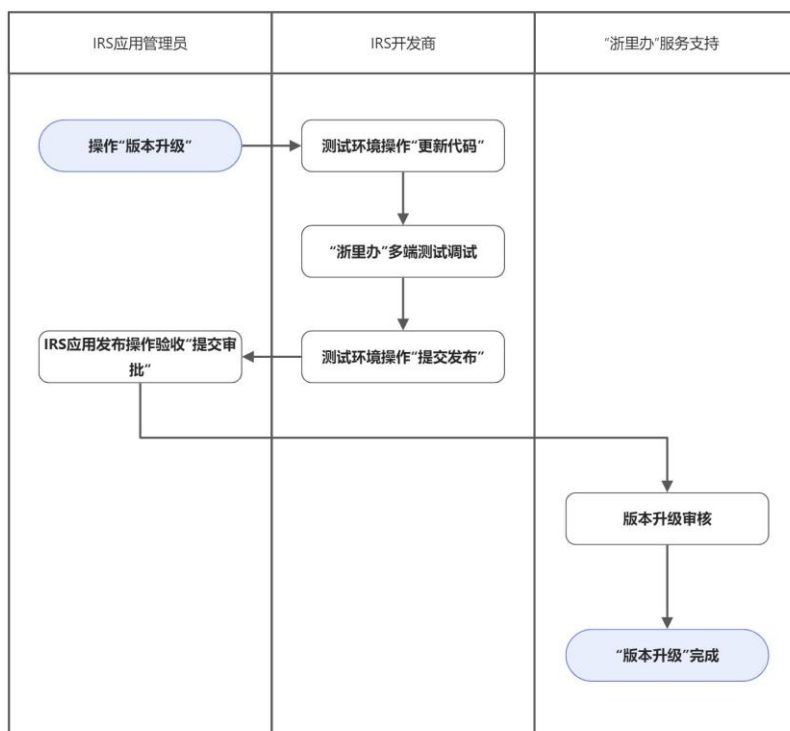 IRS应用管理员
IRS开发商
“浙里办”服务支持
操作“版本升级”
测试环境操作“更新代码”
“浙里办”多端测试调试
IRS应用发布操作验收“提交审
批”
测试环境操作“提交发布”
版本升级审核
“版本升级”完成